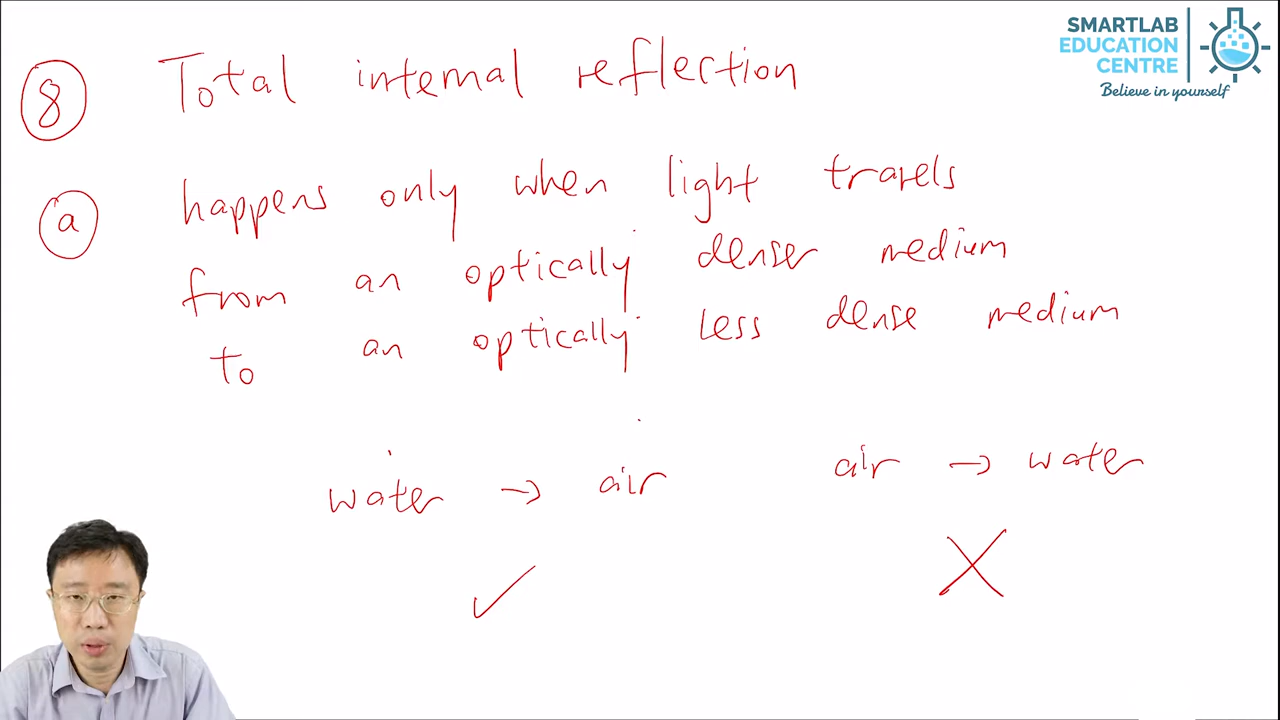 SMARTLAB
EDUCATION
CENTRE
Believe in yourself
8 Total internal reflection
a happens only when light travels
from an optically denser medium
to an optically less dense medium
water → air
air → water
✓
✗